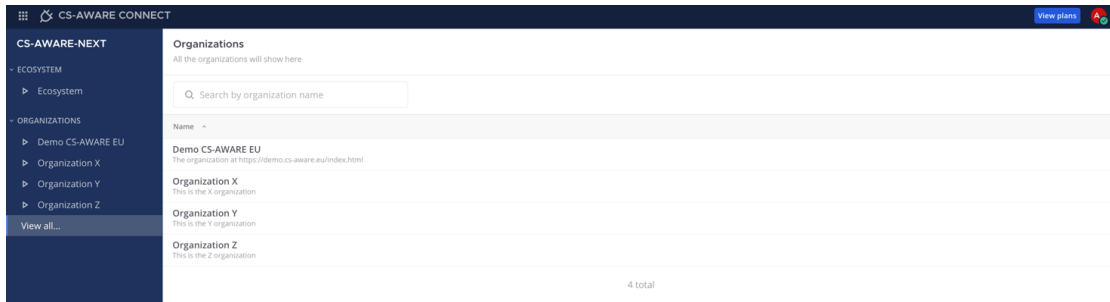 CS-AWARE CONNECT
View plans
A
CS-AWARE-NEXT
ECOSYSTEM
Ecosystem
ORGANIZATIONS
Demo CS-AWARE EU
Organization X
Organization Y
Organization Z
View all...
Organizations
All the organizations will show here
Search by organization name
Name
Demo CS-AWARE EU
The organization at https://demo.cs-aware.eu/index.html
Organization X
This is the X organization
Organization Y
This is the Y organization
Organization Z
This is the Z organization
4 total